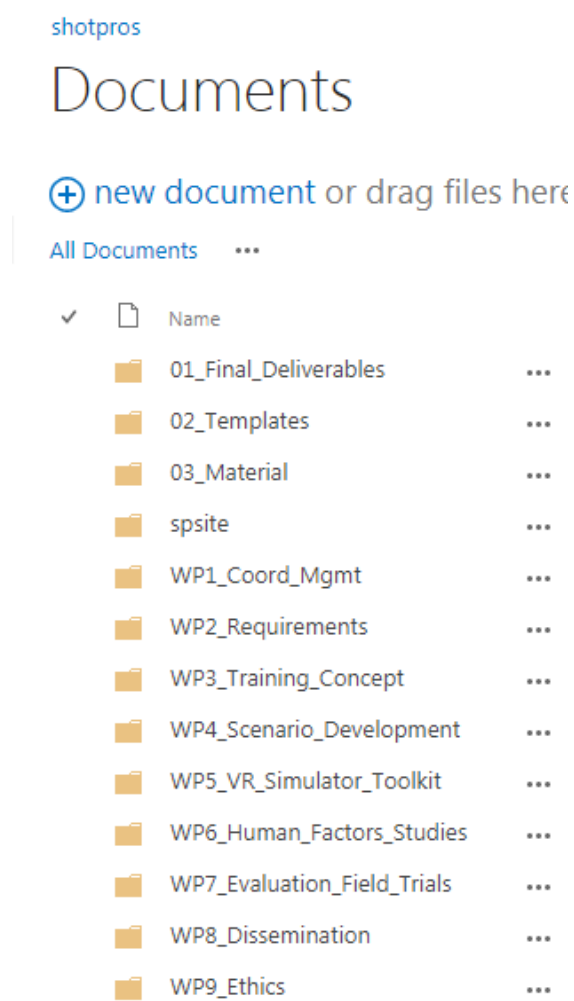 shotpros
Documents
new document or drag files here
All Documents ...
Name
01_Final_Deliverables ...
02_Templates ...
03_Material ...
spsite ...
WP1_Coord_Mgmt ...
WP2_Requirements ...
WP3_Training_Concept ...
WP4_Scenario_Development ...
WP5_VR_Simulator_Toolkit ...
WP6_Human_Factors_Studies ...
WP7_Evaluation_Field_Trials ...
WP8_Dissemination ...
WP9_Ethics ...